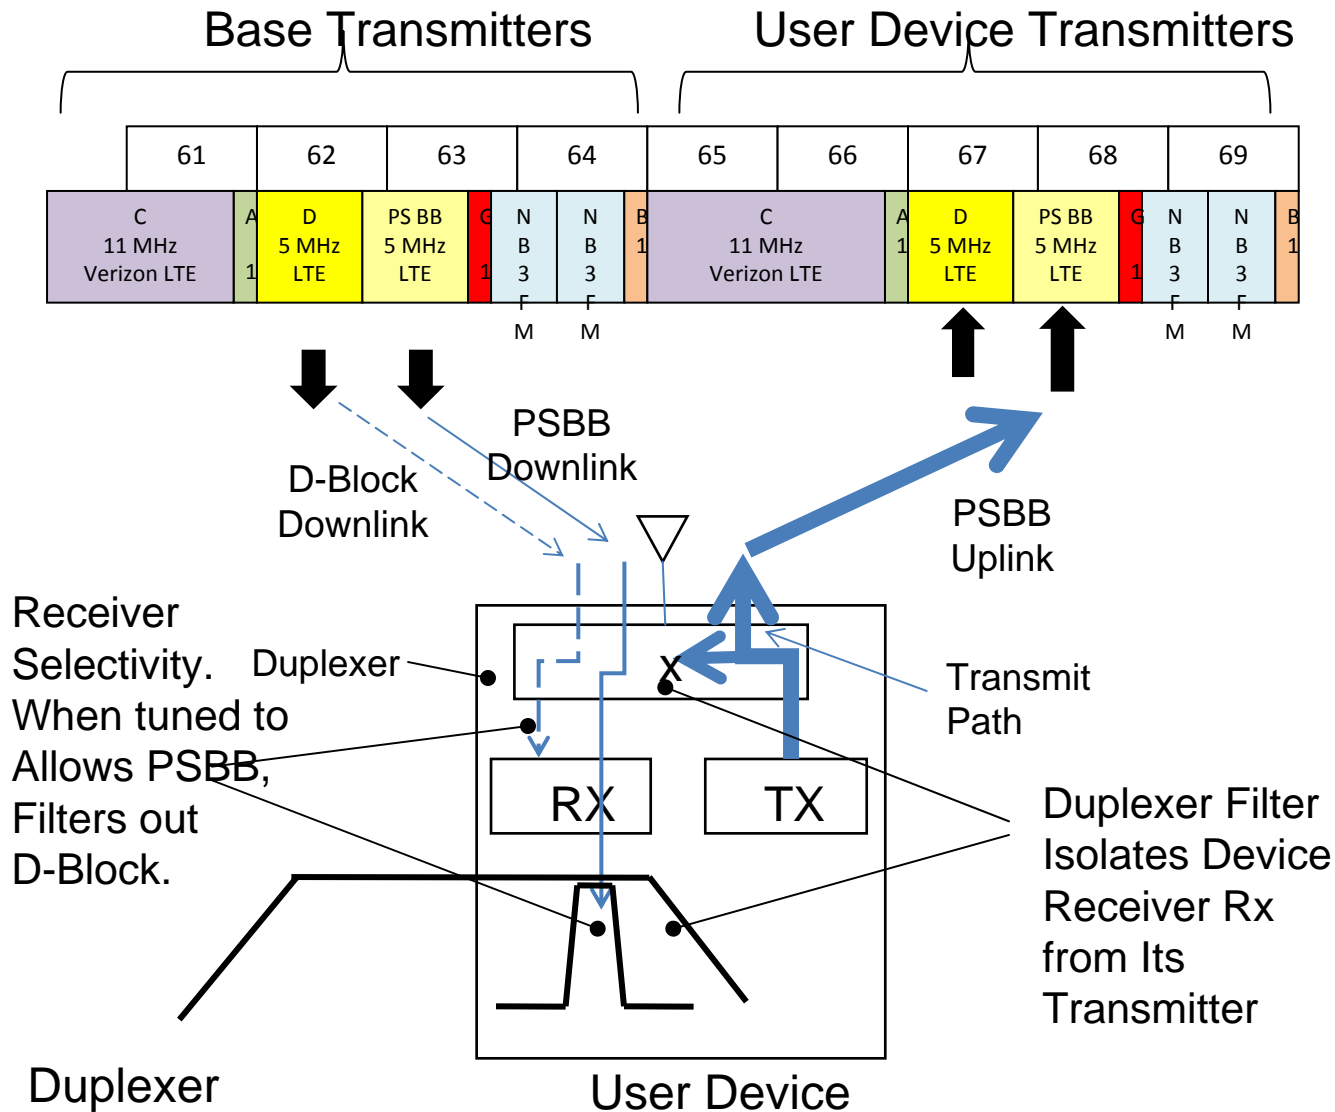 Base Transmitters
User Device Transmitters
61
62
63
64
65
66
67
68
69
C
11 MHz
Verizon LTE
A
1
D
5 MHz
LTE
PS BB
5 MHz
LTE
G
1
N
B
3
F
M
N
B
3
F
M
B
1
C
11 MHz
Verizon LTE
A
1
D
5 MHz
LTE
PS BB
5 MHz
LTE
G
1
N
B
3
F
M
N
B
3
F
M
B
1
PSBB
Downlink
D-Block
Downlink
PSBB
Uplink
Receiver
Selectivity.
When tuned to
Allows PSBB,
Filters out
D-Block.
Duplexer
x
Transmit
Path
RX
TX
Duplexer Filter
Isolates Device
Receiver Rx
from Its
Transmitter
Duplexer
User Device